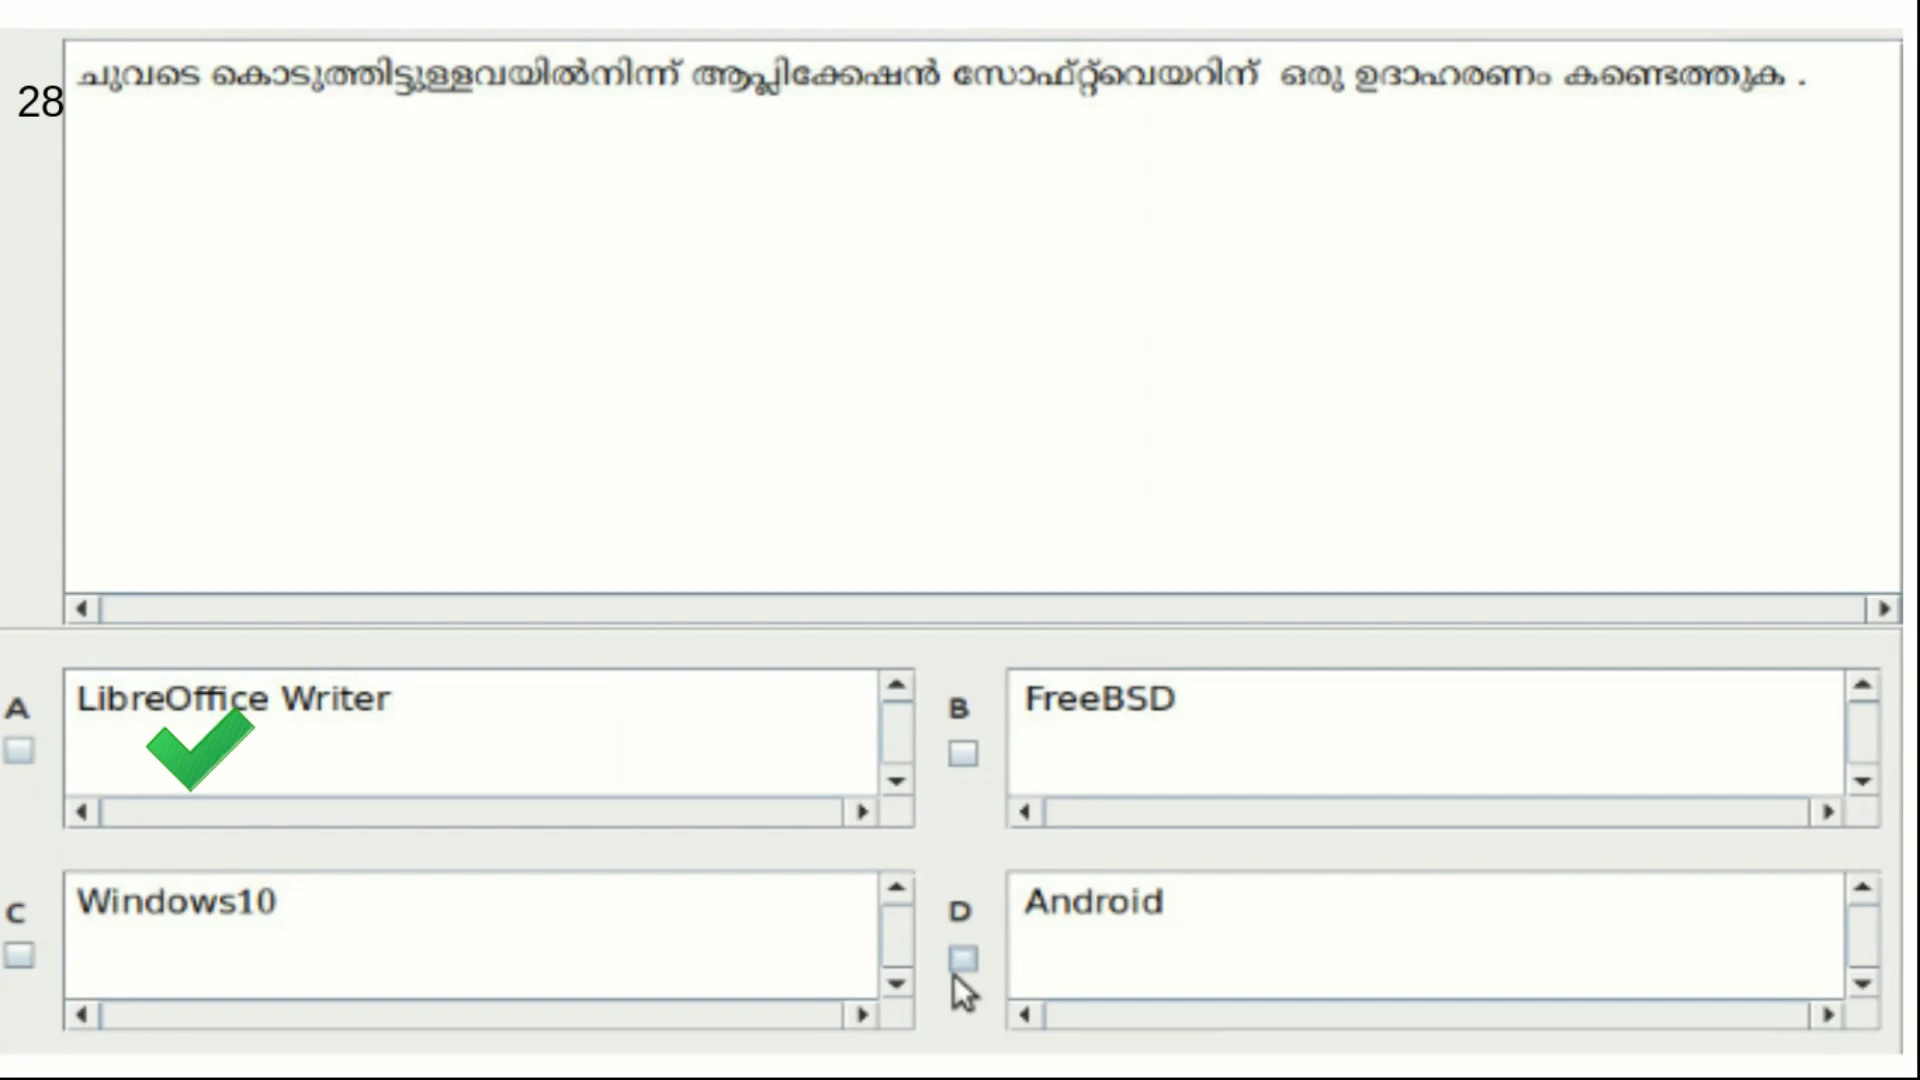 28
ചുവടെ കൊടുത്തിട്ടുള്ളവയിൽനിന്ന് ആപ്ലിക്കേഷൻ സോഫ്റ്റ്‌വെയറിന് ഒരു ഉദാഹരണം കണ്ടെത്തുക .
A
LibreOffice Writer
B
FreeBSD
C
Windows10
D
Android